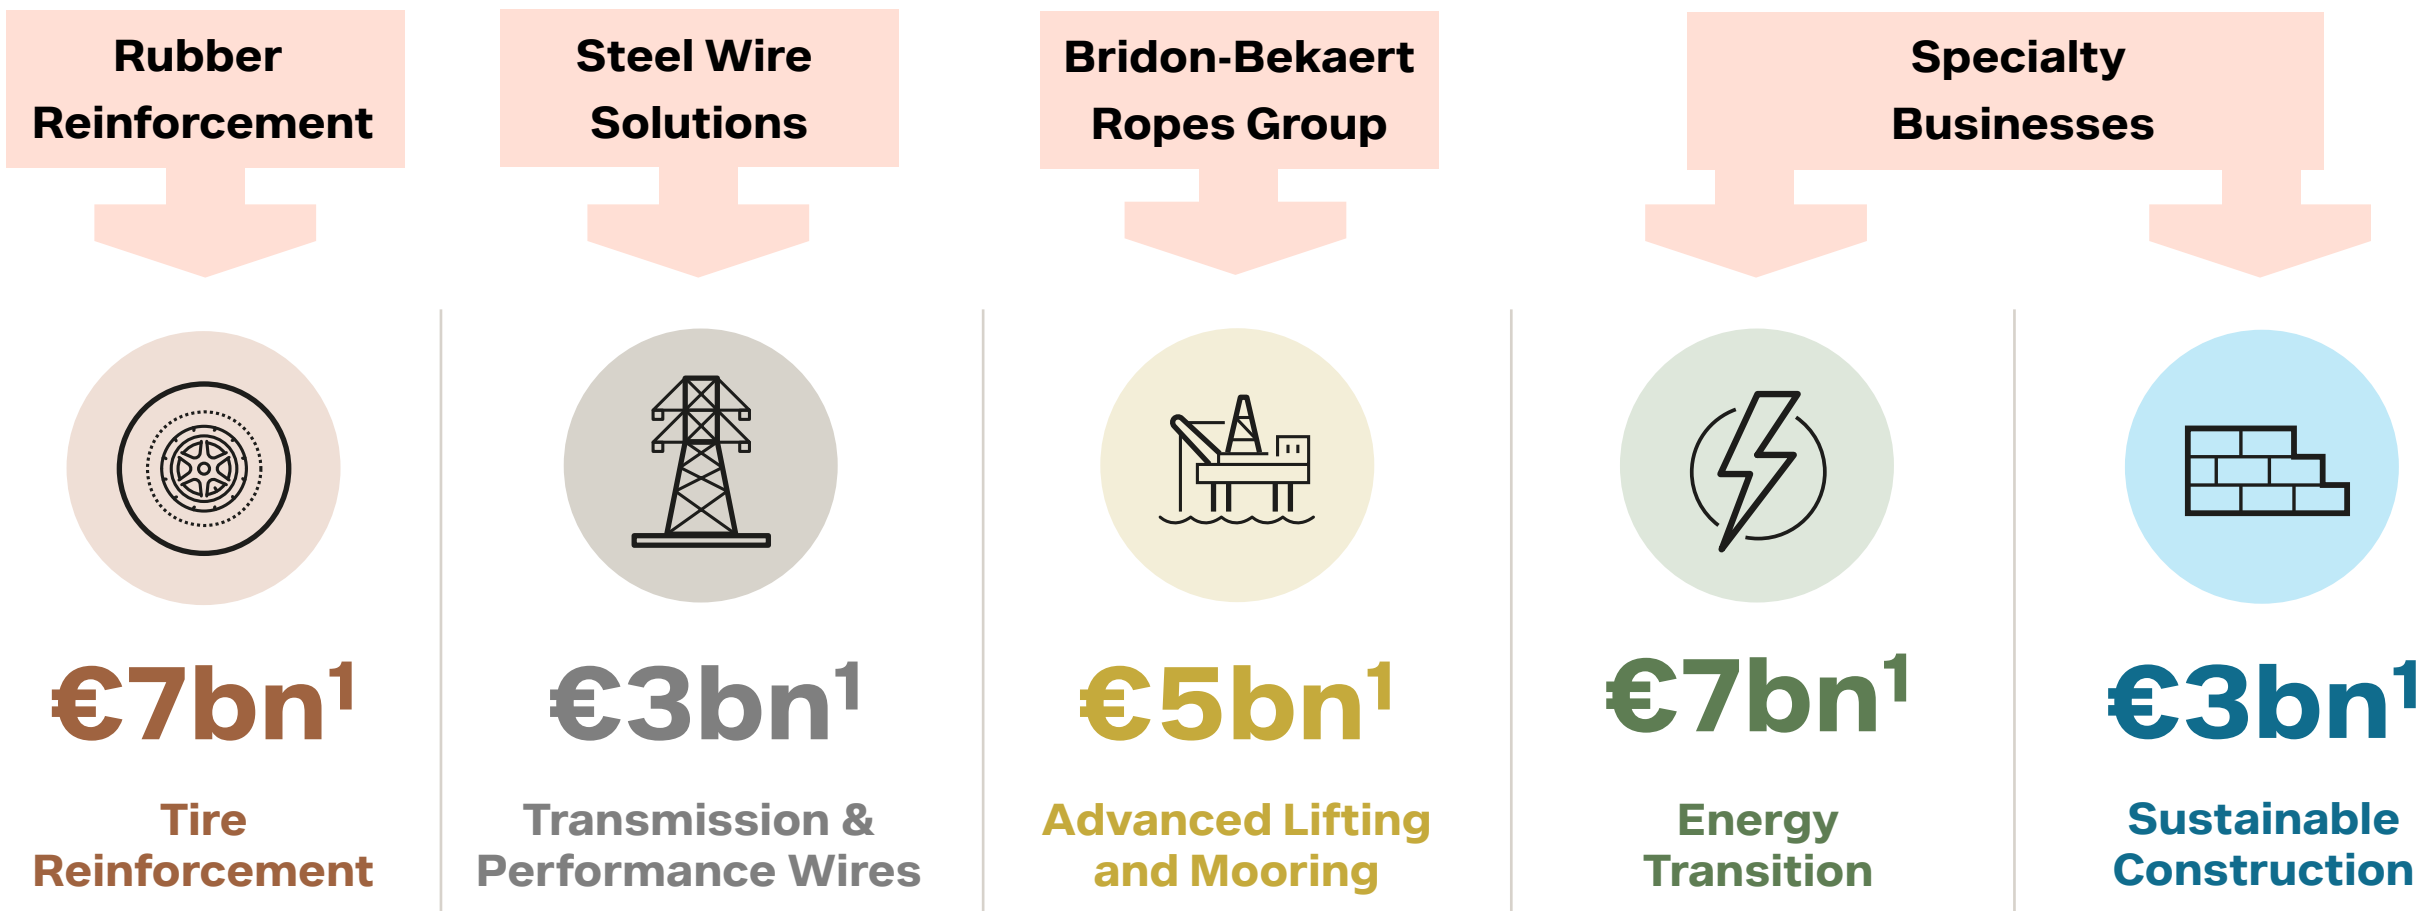 Rubber
Reinforcement
Steel Wire
Solutions
Bridon-Bekaert
Ropes Group
Specialty
Businesses
€7bn¹
Tire
Reinforcement
€3bn¹
Transmission &
Performance Wires
€5bn¹
Advanced Lifting
and Mooring
€7bn¹
Energy
Transition
€3bn¹
Sustainable
Construction